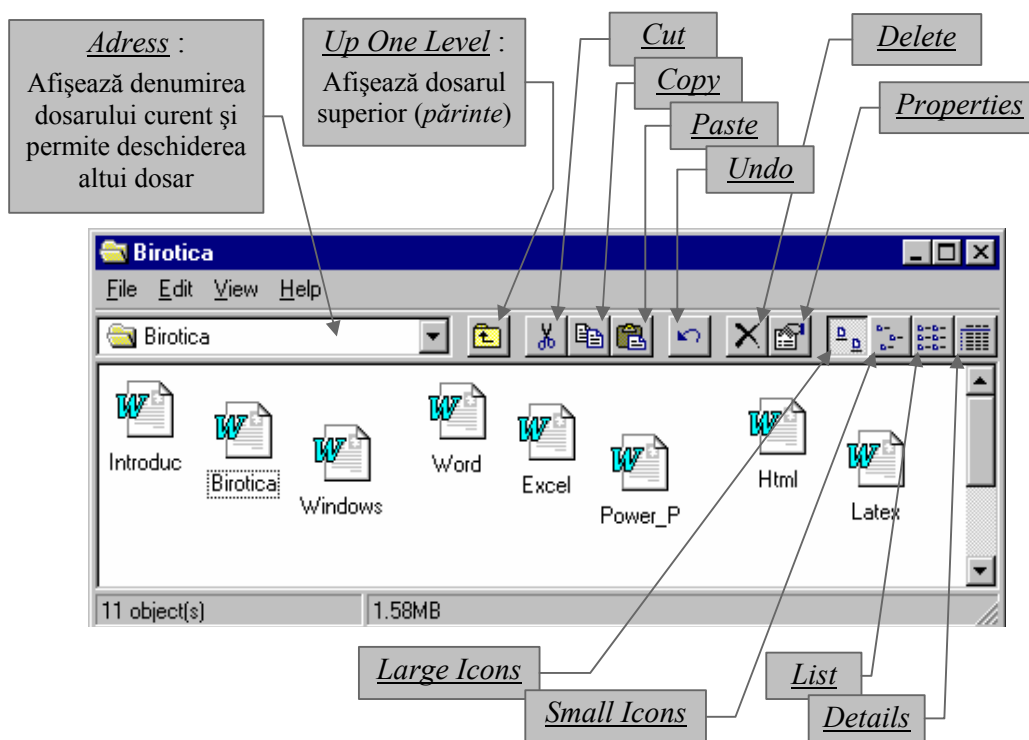 Adress :
Afişează denumirea
dosarului curent şi
permite deschiderea
altui dosar
Up One Level :
Afişează dosarul
superior (părinte)
Cut
Copy
Paste
Undo
Delete
Properties
Birotica
File Edit View Help
Birotica
Introduc
Birotica
Windows
Word
Excel
Power_P
Html
Latex
11 object(s) 1.58MB
Large Icons
Small Icons
List
Details